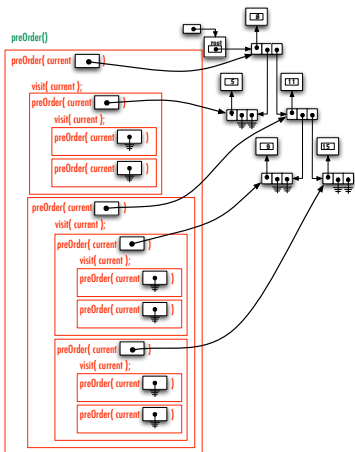 preOrder()
preOrder( current )
visit( current );
preOrder( current )
visit( current );
preOrder( current )
preOrder( current )
preOrder( current )
visit( current );
preOrder( current )
visit( current );
preOrder( current )
preOrder( current )
preOrder( current )
visit( current );
preOrder( current )
preOrder( current )
root
8
5
11
9
15